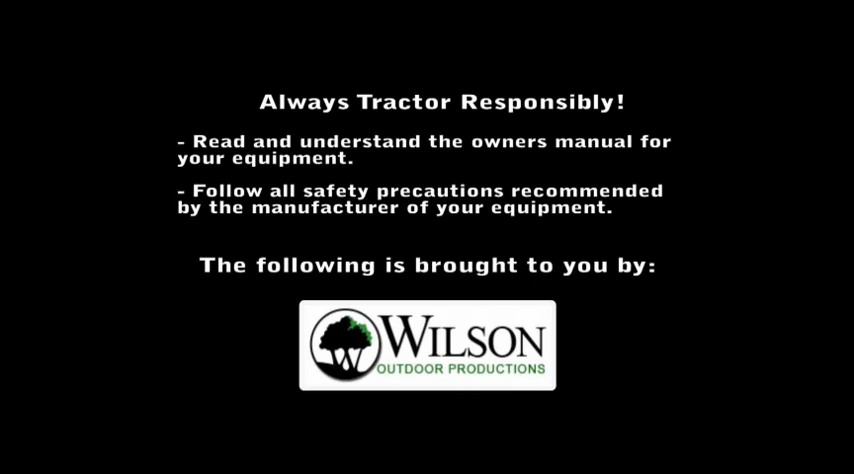 Always Tractor Responsibly!
- Read and understand the owners manual for
your equipment.
- Follow all safety precautions recommended
by the manufacturer of your equipment.
The following is brought to you by:
WILSON
OUTDOOR PRODUCTIONS